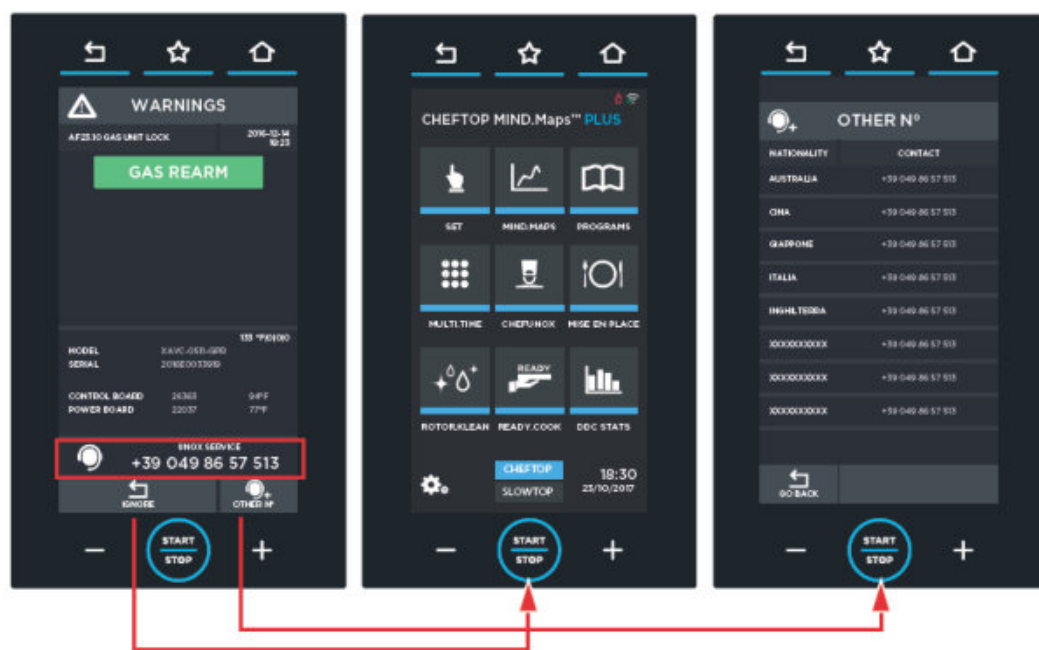 WARNINGS
AF23.10 GAS UNIT LOCK
2016-12-14
GAS REARM
MODEL
SERIAL
CONTROL BOARD 26363 94°F
POWER BOARD 22037 77°F
UNOX SERVICE
+39 049 86 57 513
IGNORE
OTHER N°
START
STOP
CHEFTOP MIND.Maps™ PLUS
SET MIND.MAPS PROGRAMS
MULTI.TIME CHEFUNOX MISE EN PLACE
READY
ROTOR.KLEAN READY.COOK DDC STATS
CHEFTOP
SLOWTOP
18:30
23/10/2017
START
STOP
OTHER N°
NATIONALITY CONTACT
AUSTRALIA +39 049 86 57 513
CINA +39 049 86 57 513
GIAPPONE +39 049 86 57 513
ITALIA +39 049 86 57 513
INGHILTERRA +39 049 86 57 513
XXXXXXXXXX +39 049 86 57 513
XXXXXXXXXX +39 049 86 57 513
XXXXXXXXXX +39 049 86 57 513
GO BACK
START
STOP